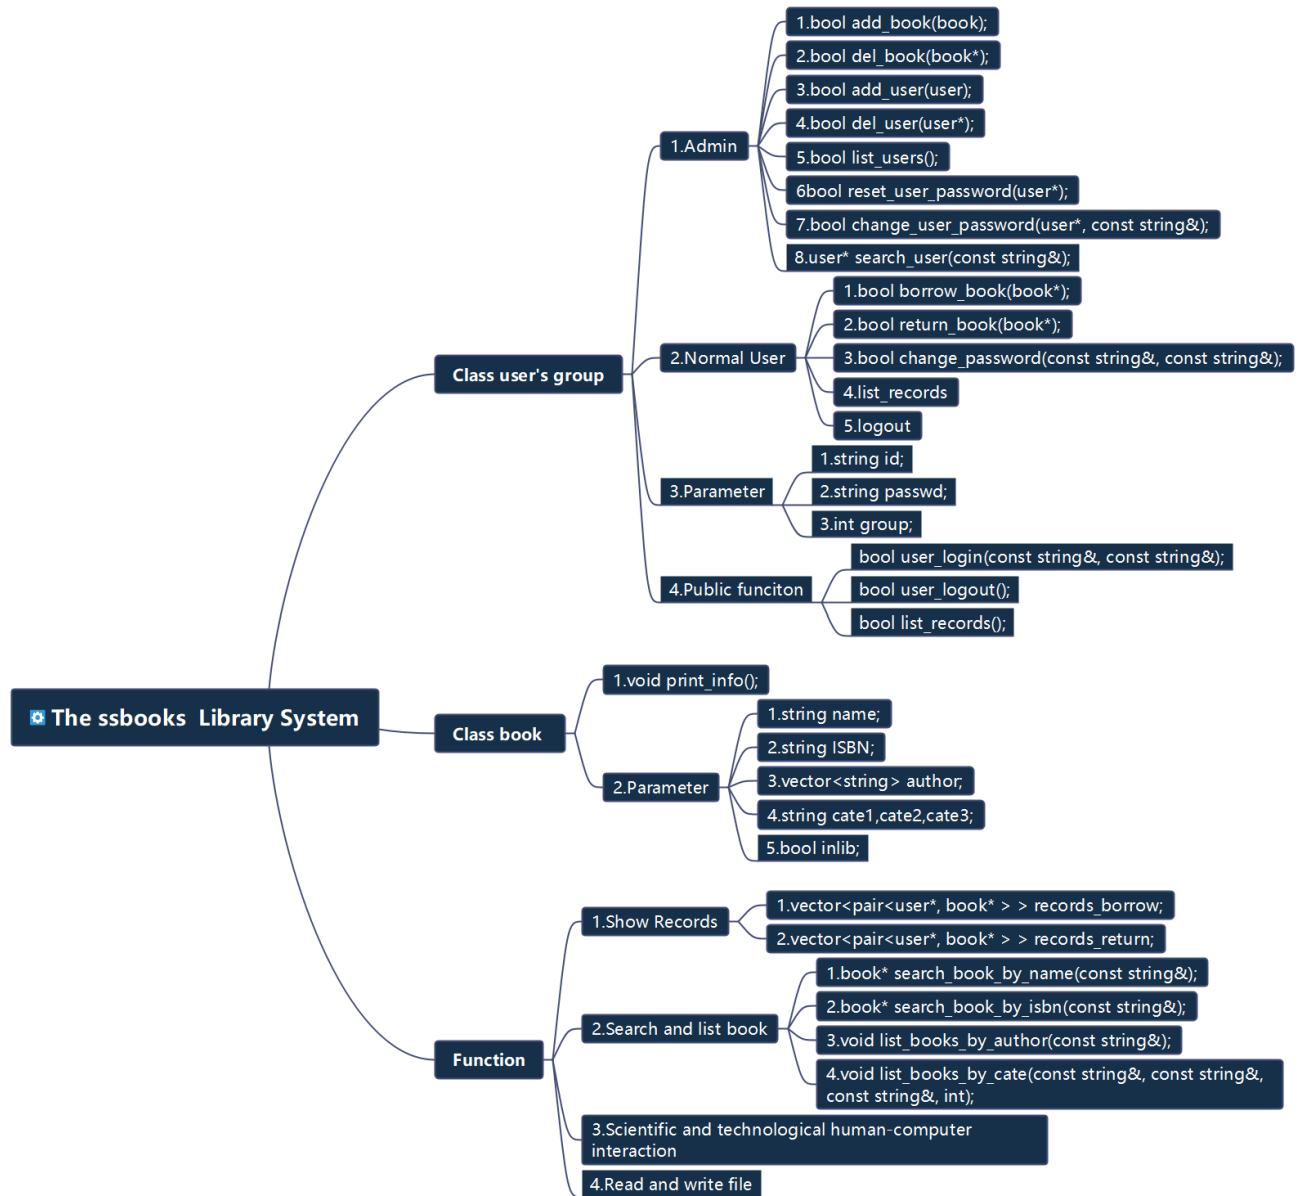 The ssbooks  Library System
Class user's group
1.Admin
1.bool add_book(book);
2.bool del_book(book*);
3.bool add_user(user);
4.bool del_user(user*);
5.bool list_users();
6bool reset_user_password(user*);
7.bool change_user_password(user*, const string&);
8.user* search_user(const string&);
2.Normal User
1.bool borrow_book(book*);
2.bool return_book(book*);
3.bool change_password(const string&, const string&);
4.list_records
5.logout
3.Parameter
1.string id;
2.string passwd;
3.int group;
4.Public funciton
bool user_login(const string&, const string&);
bool user_logout();
bool list_records();
Class book
1.void print_info();
2.Parameter
1.string name;
2.string ISBN;
3.vector<string> author;
4.string cate1,cate2,cate3;
5.bool inlib;
Function
1.Show Records
1.vector<pair<user*, book* > > records_borrow;
2.vector<pair<user*, book* > > records_return;
2.Search and list book
1.book* search_book_by_name(const string&);
2.book* search_book_by_isbn(const string&);
3.void list_books_by_author(const string&);
4.void list_books_by_cate(const string&, const string&,
const string&, int);
3.Scientific and technological human-computer
interaction
4.Read and write file